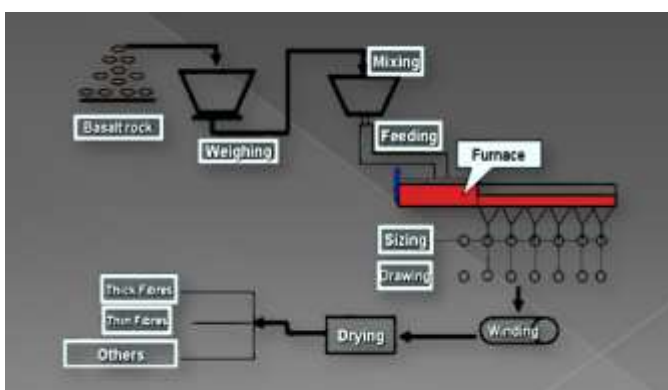 Basalt rock
Weighing
Mixing
Feeding
Furnace
Sizing
Drawing
Winding
Drying
Thick Fibres
Thin Fibres
Others